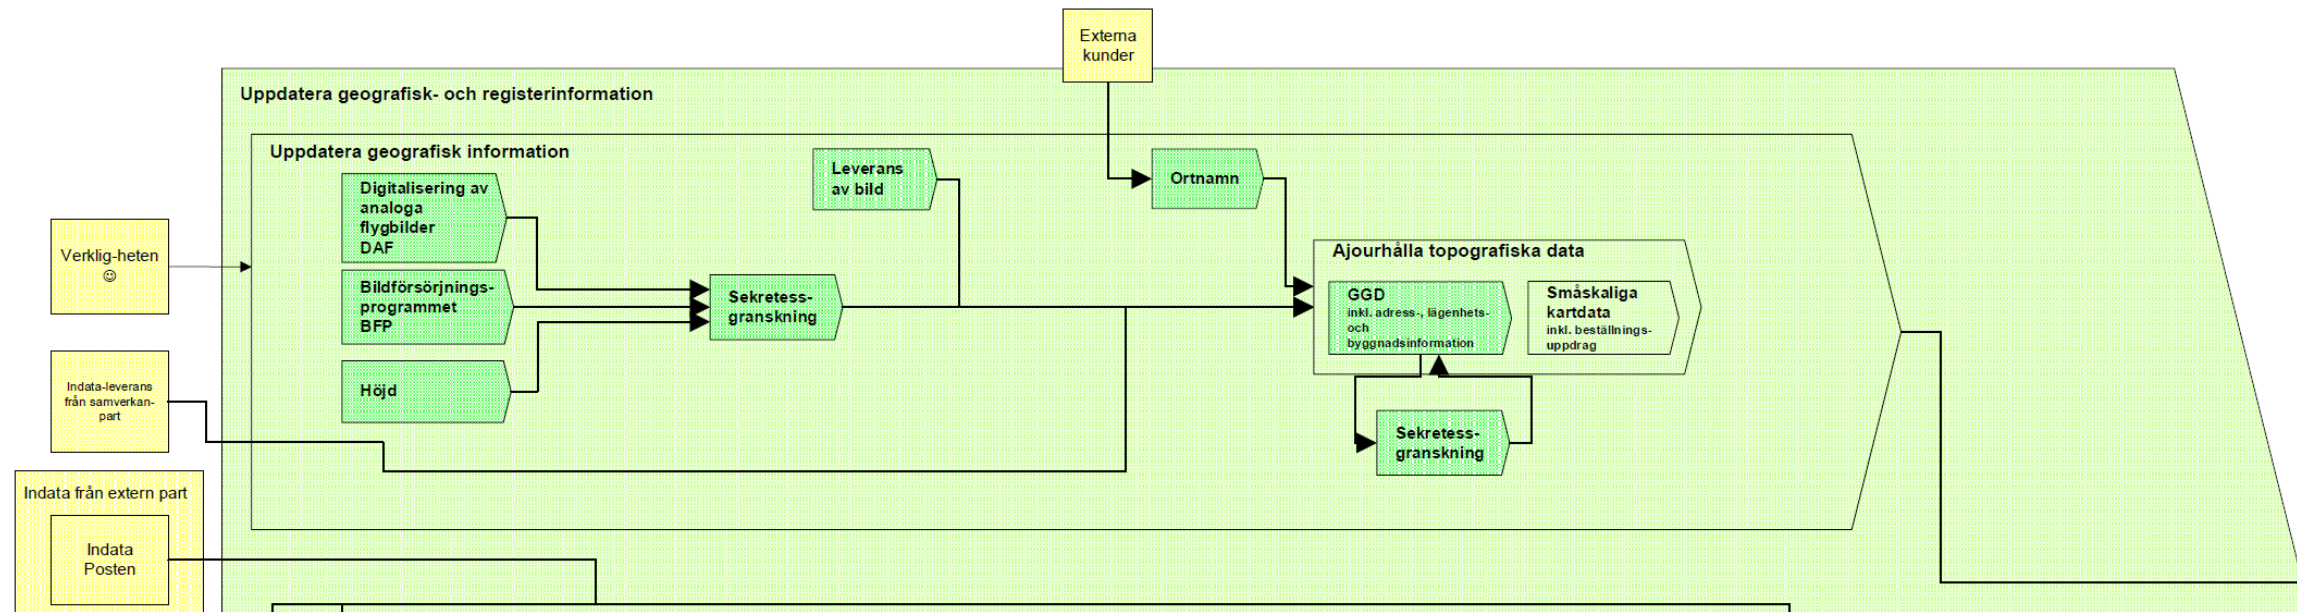 Externa
kunder
Uppdatera geografisk- och registerinformation
Uppdatera geografisk information
Digitalisering av
analoga
flygbilder
DAF
Leverans
av bild
Ortnamn
Verklig-heten
☺
Bildförsörjnings-
programmet
BFP
Sekretess-
granskning
Ajourhålla topografiska data
GGD
inkl. adress-, lägenhets-
och
byggnadsinformation
Småskaliga
kartdata
inkl. beställnings-
uppdrag
Indata-leverans
från samverkan-
part
Höjd
Sekretess-
granskning
Indata från extern part
Indata
Posten